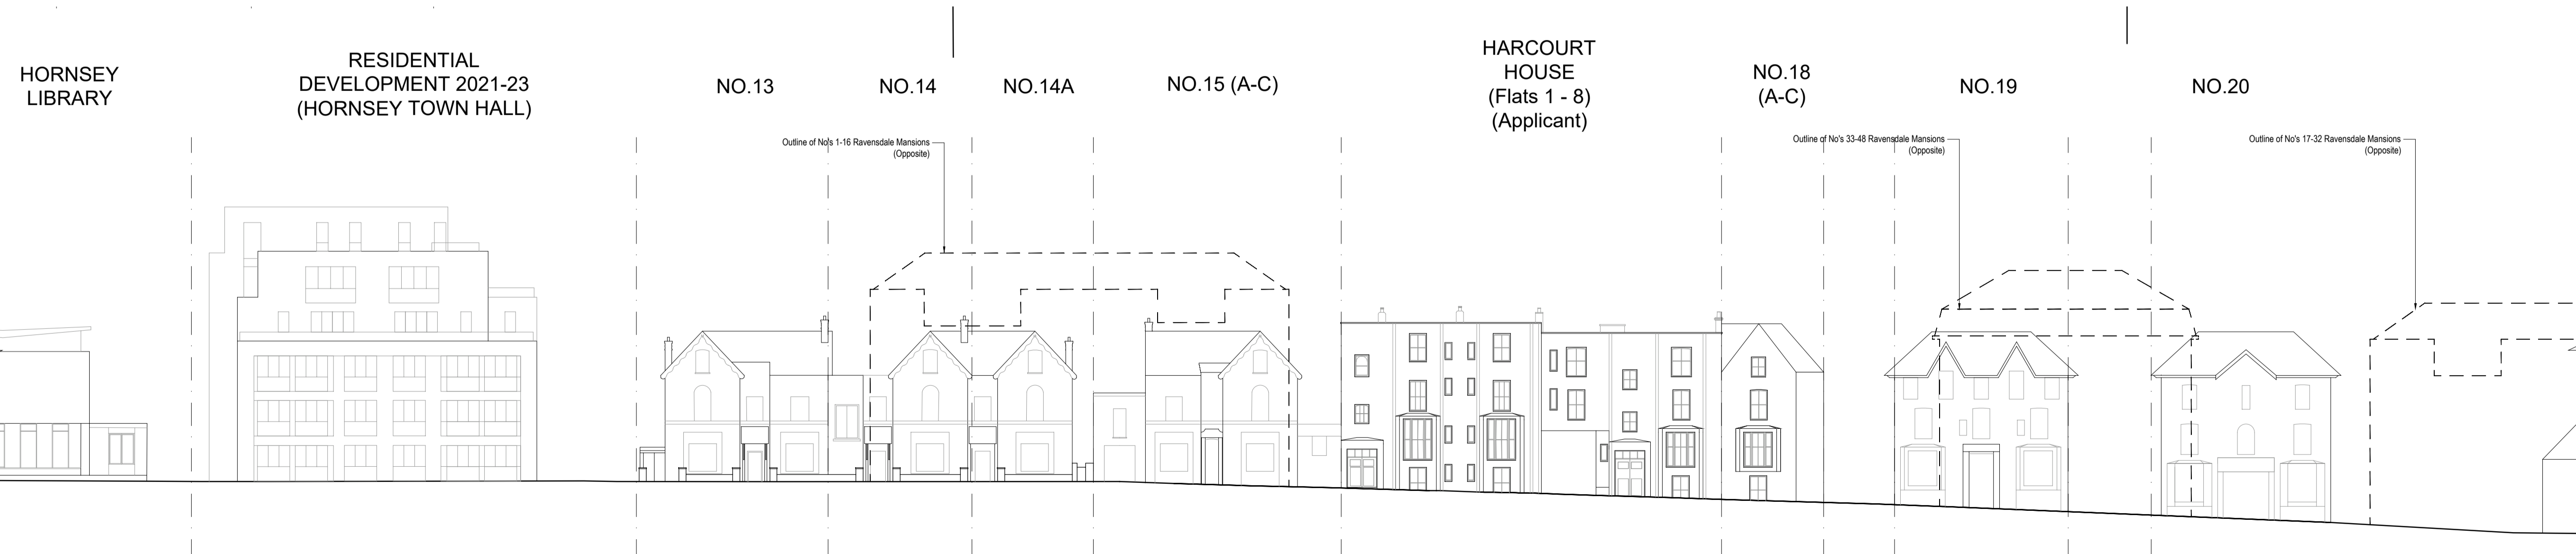 HORNSEY
LIBRARY
RESIDENTIAL
DEVELOPMENT 2021-23
(HORNSEY TOWN HALL)
NO.13
NO.14
NO.14A
NO.15 (A-C)
HARCOURT
HOUSE
(Flats 1 - 8)
(Applicant)
NO.18
(A-C)
NO.19
NO.20
Outline of No's 1-16 Ravensdale Mansions
(Opposite)
Outline of No's 33-48 Ravensdale Mansions
(Opposite)
Outline of No's 17-32 Ravensdale Mansions
(Opposite)